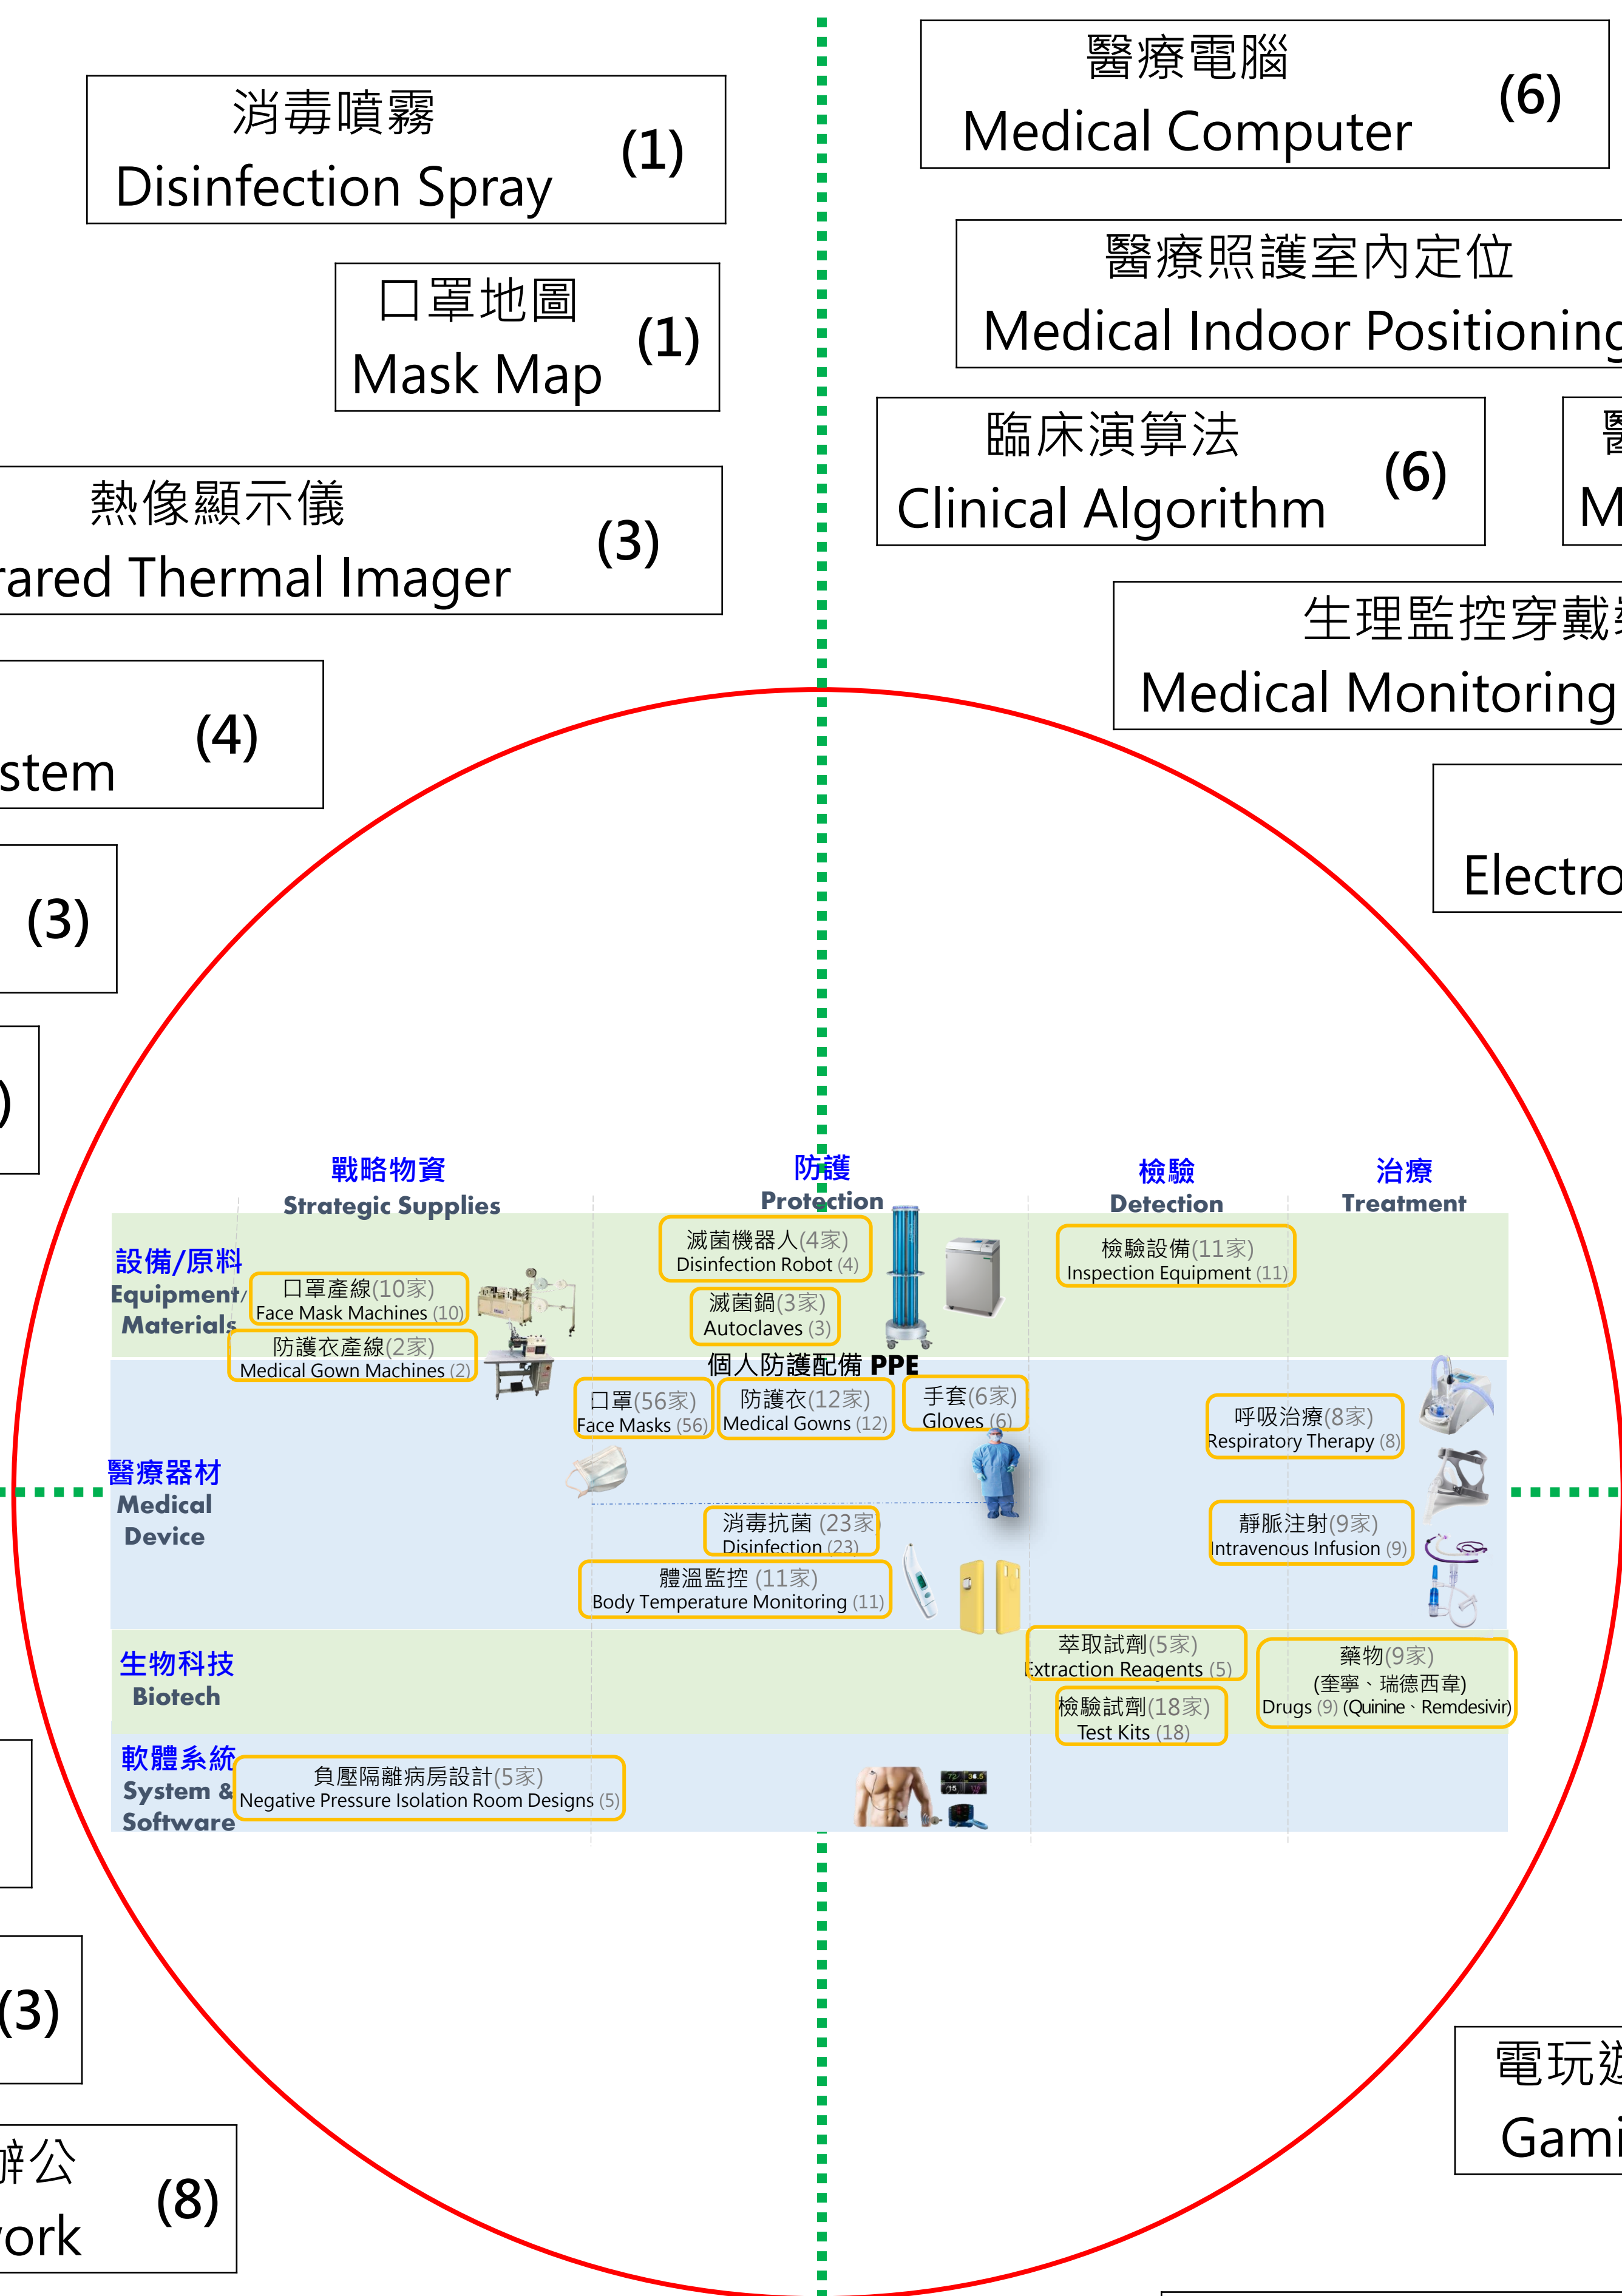 醫療電腦
Medical Computer
(6)
消毒噴霧
Disinfection Spray
(1)
醫療照護室內定位
Medical Indoor Positioning
口罩地圖
Mask Map
(1)
臨床演算法
Clinical Algorithm
(6)
熱像顯示儀
Thermal Imager
(3)
生理監控穿戴
Medical Monitoring
(4)
(3)
戰略物資
Strategic Supplies
防護
Protection
檢驗
Detection
治療
Treatment
設備/原料
Equipment/
Materials
口罩產線(10家)
Face Mask Machines (10)
防護衣產線(2家)
Medical Gown Machines (2)
滅菌機器人(4家)
Disinfection Robot (4)
滅菌鍋(3家)
Autoclaves (3)
檢驗設備(11家)
Inspection Equipment (11)
個人防護配備 PPE
口罩(56家)
Face Masks (56)
防護衣(12家)
Medical Gowns (12)
手套(6家)
Gloves (6)
呼吸治療(8家)
Respiratory Therapy (8)
醫療器材
Medical
Device
消毒抗菌 (23家)
Disinfection (23)
體溫監控 (11家)
Body Temperature Monitoring (11)
靜脈注射(9家)
Intravenous Infusion (9)
生物科技
Biotech
萃取試劑(5家)
Extraction Reagents (5)
檢驗試劑(18家)
Test Kits (18)
藥物(9家)
(奎寧、瑞德西韋)
Drugs (9) (Quinine、Remdesivir)
軟體系統
System &
Software
負壓隔離病房設計(5家)
Negative Pressure Isolation Room Designs (5)
(3)
電玩
辦公
(8)